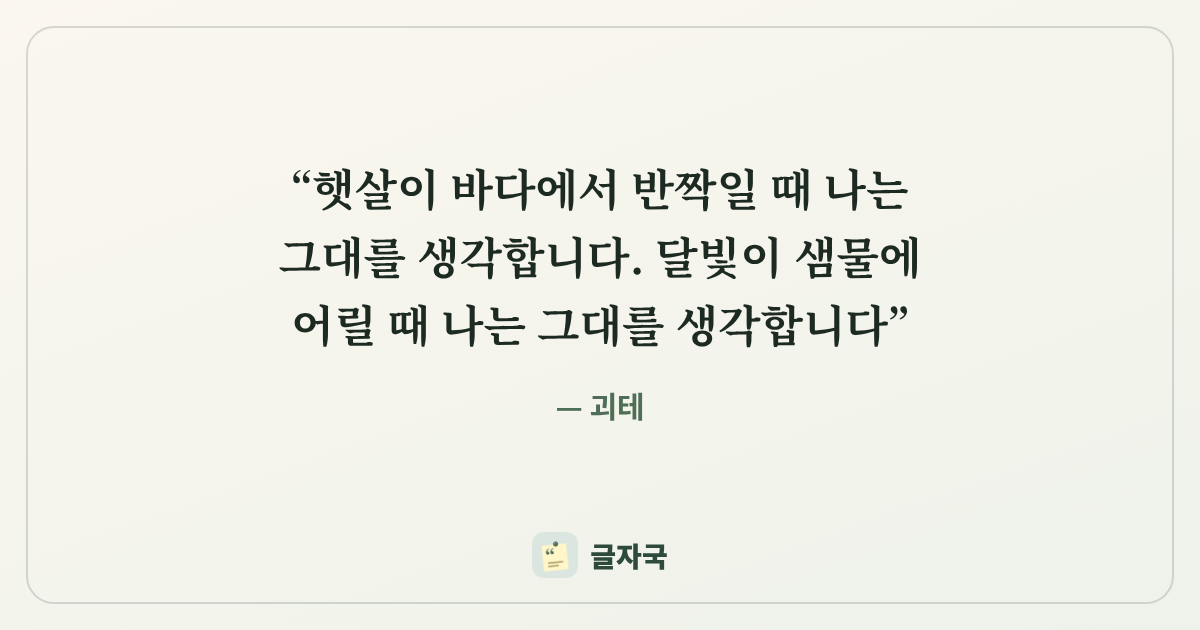 “햇살이 바다에서 반짝일 때 나는
그대를 생각합니다. 달빛이 샘물에
어릴 때 나는 그대를 생각합니다”
— 괴테
글자국